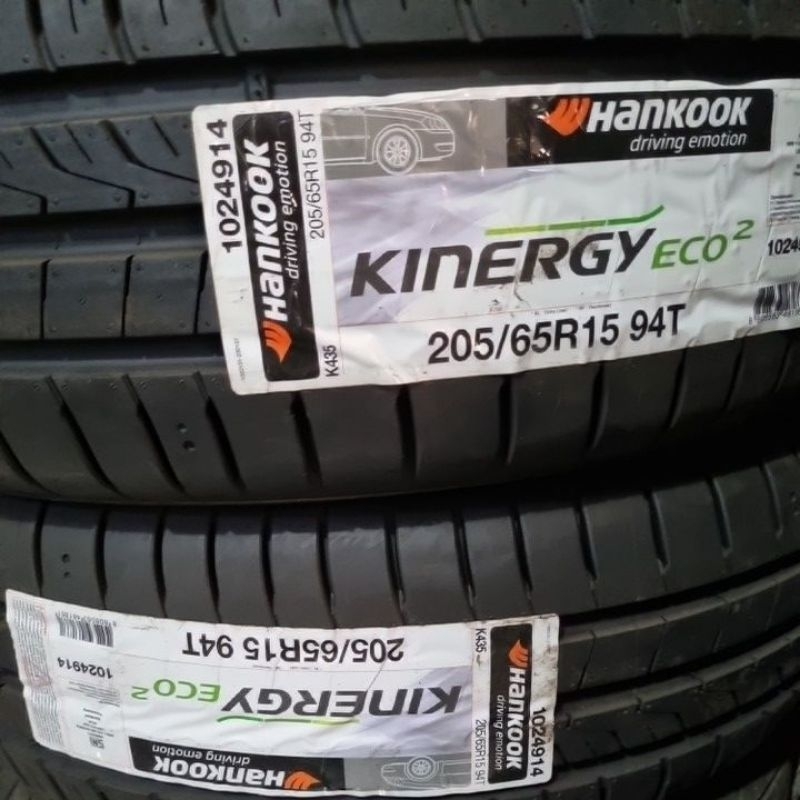 1024914
HANKOOK
driving emotion
205/65R15 94T
K435
HANKOOK
driving emotion
KINERGY ECO2
205/65R15 94T
205/65R15 94T
KINERGY ECO2
HANKOOK
driving emotion
1024914
K435
HANKOOK
driving emotion
205/65R15 94T
1024914